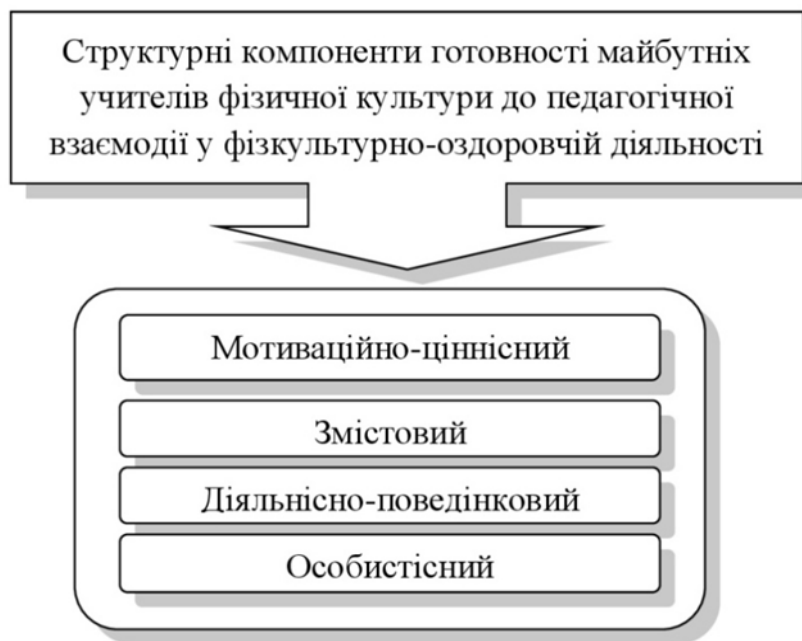 Структурні компоненти готовності майбутніх
учителів фізичної культури до педагогічної
взаємодії у фізкультурно-оздоровчій діяльності
Мотиваційно-ціннісний
Змістовий
Діяльнісно-поведінковий
Особистісний